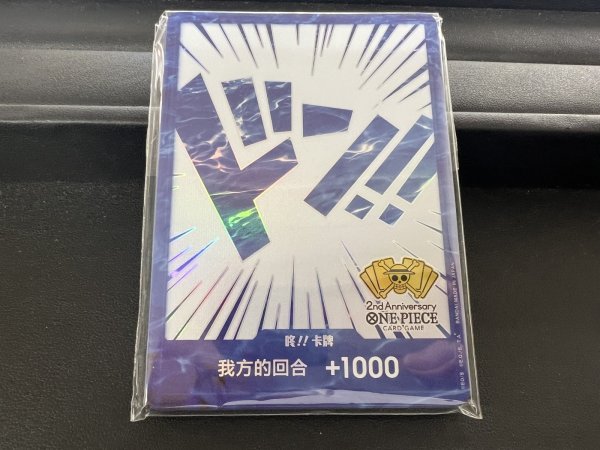 ドン!!
2nd Anniversary
ONE PIECE
CARD GAME
咚!! 卡牌
我方的回合 +1000